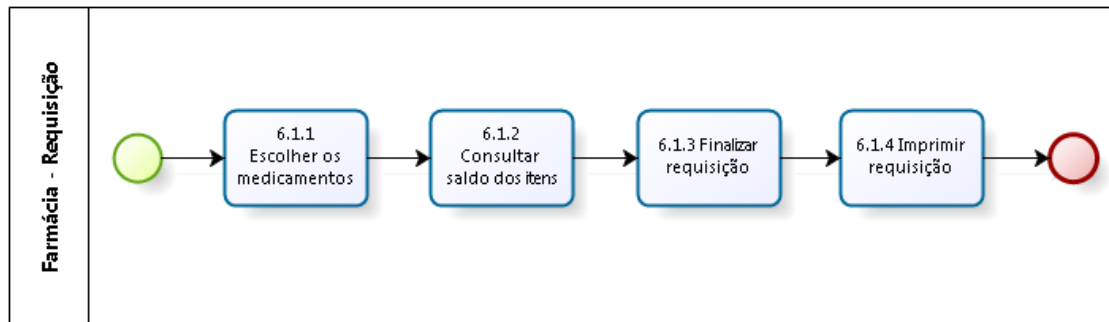 Farmácia - Requisição
6.1.1
Escolher os
medicamentos
6.1.2
Consultar
saldo dos itens
6.1.3 Finalizar
requisição
6.1.4 Imprimir
requisição